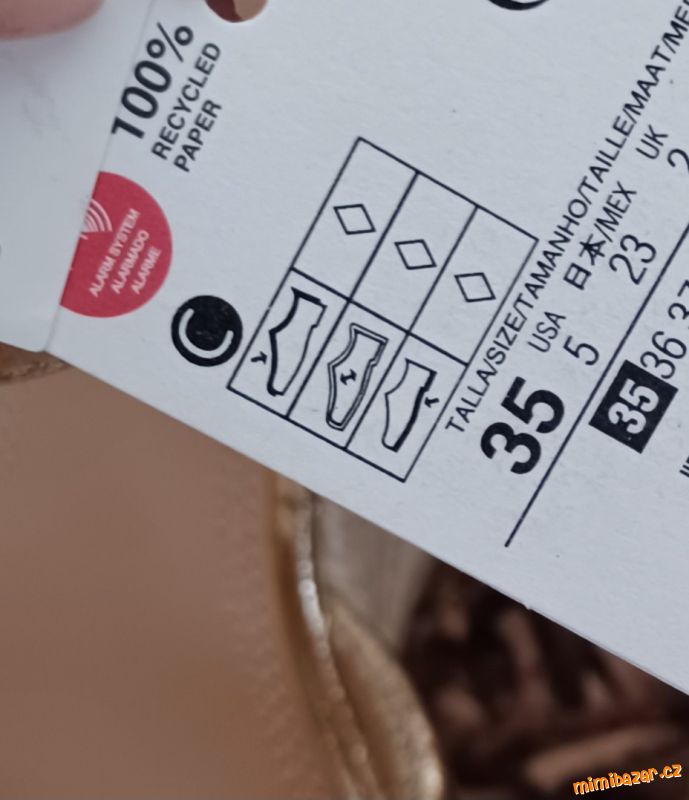 100%
RECYCLED
PAPER
ALARM SYSTEM
ALARMADO
ALARME
TALLA/SIZE/TAMANHO/TAILLE/MAAT/
USA 日本/MEX UK
35 5 23 2
35 36
mimibazar.cz